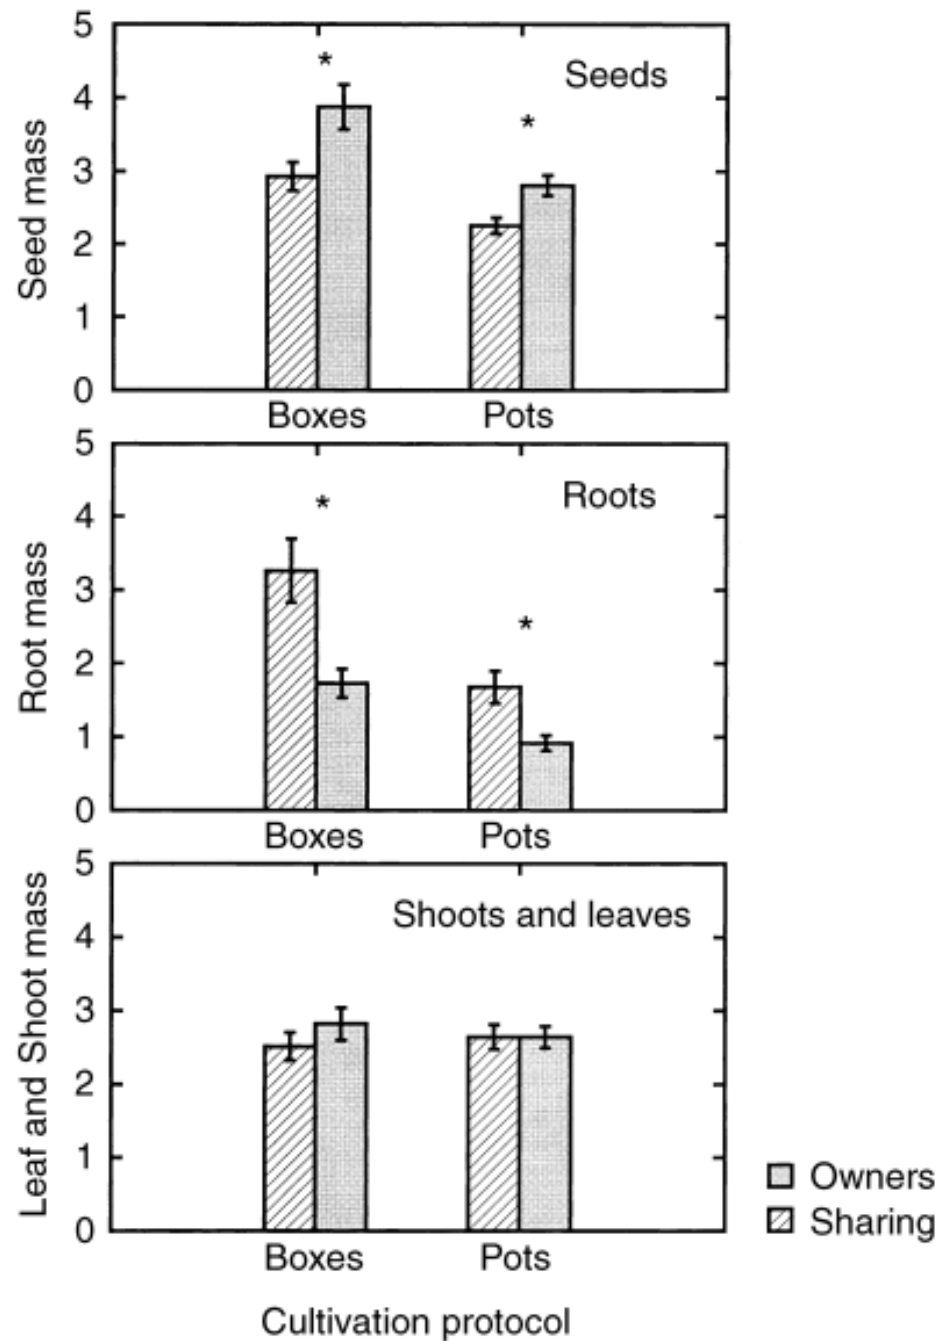 5
*
Seeds
4
*
3
Seed mass
2
1
0
Boxes Pots
5
*
Roots
4
3
*
Root mass
2
1
0
Boxes Pots
5
Shoots and leaves
4
3
Leaf and Shoot mass
2
1
0
Boxes Pots
Owners
Sharing
Cultivation protocol